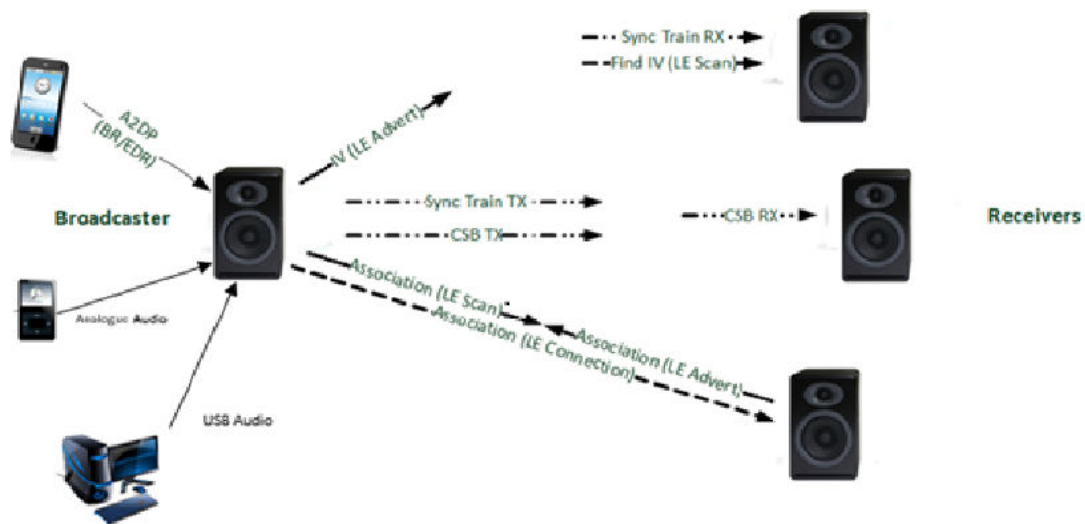 Sync Train RX
Find IV (LE Scan)
A2DP
(BR/EDR)
IV (LE Advert)
Broadcaster
Sync Train TX
CSB TX
CSB RX
Receivers
Association (LE Scan)
Association (LE Connection)
Association (LE Advert)
Analogue Audio
USB Audio